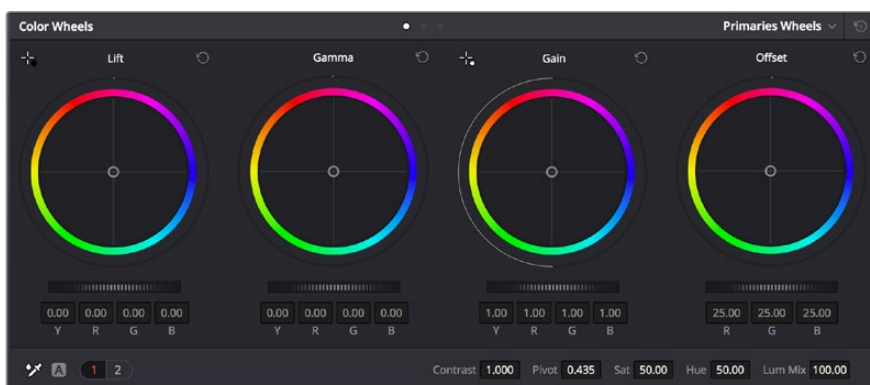 Color Wheels Primaries Wheels
Lift Gamma Gain Offset
0.00 0.00 0.00 0.00 0.00 0.00 0.00 0.00 1.00 1.00 1.00 1.00 25.00 25.00 25.00
Y R G B Y R G B Y R G B R G B
A 1 2 Contrast 1.000 Pivot 0.435 Sat 50.00 Hue 50.00 Lum Mix 100.00